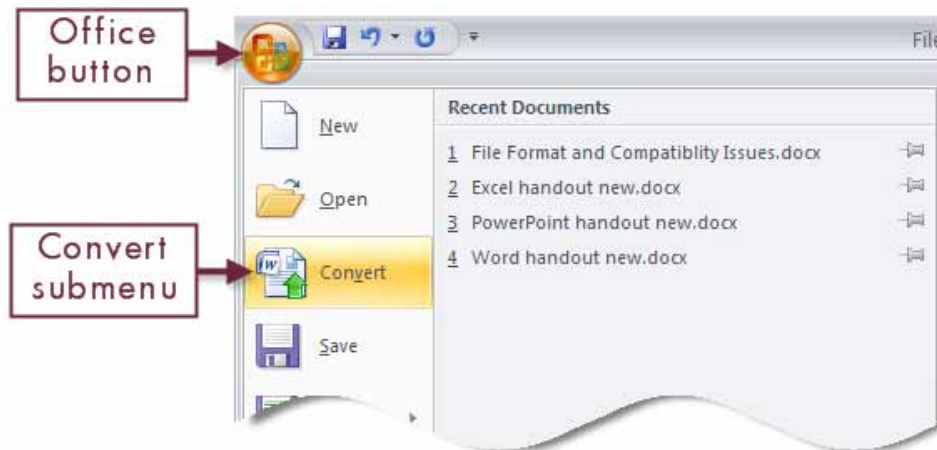 Office
button
File
New
Recent Documents
1 File Format and Compatiblity Issues.docx
Open
2 Excel handout new.docx
3 PowerPoint handout new.docx
4 Word handout new.docx
Convert
submenu
Convert
Save